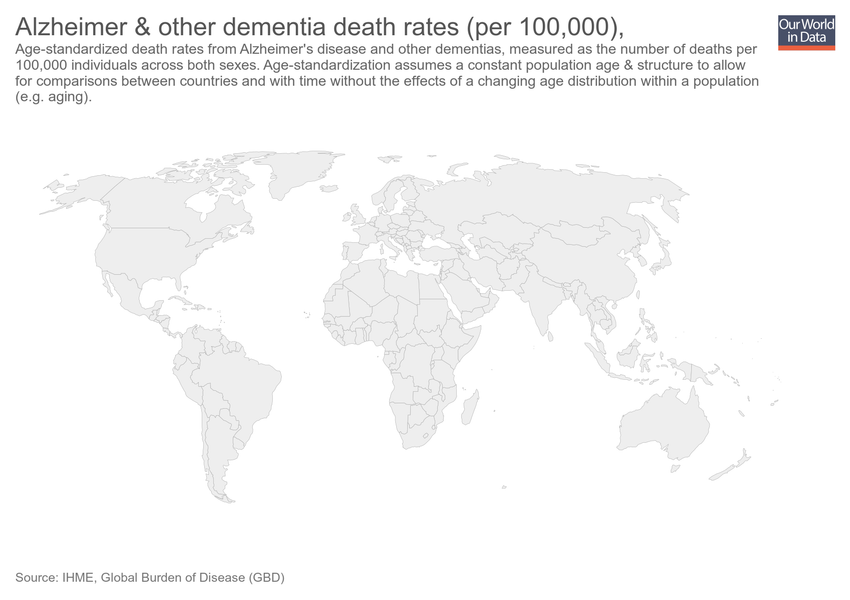 Alzheimer & other dementia death rates (per 100,000),
Our World
in Data
Age-standardized death rates from Alzheimer's disease and other dementias, measured as the number of deaths per
100,000 individuals across both sexes. Age-standardization assumes a constant population age & structure to allow
for comparisons between countries and with time without the effects of a changing age distribution within a population
(e.g. aging).
Source: IHME, Global Burden of Disease (GBD)